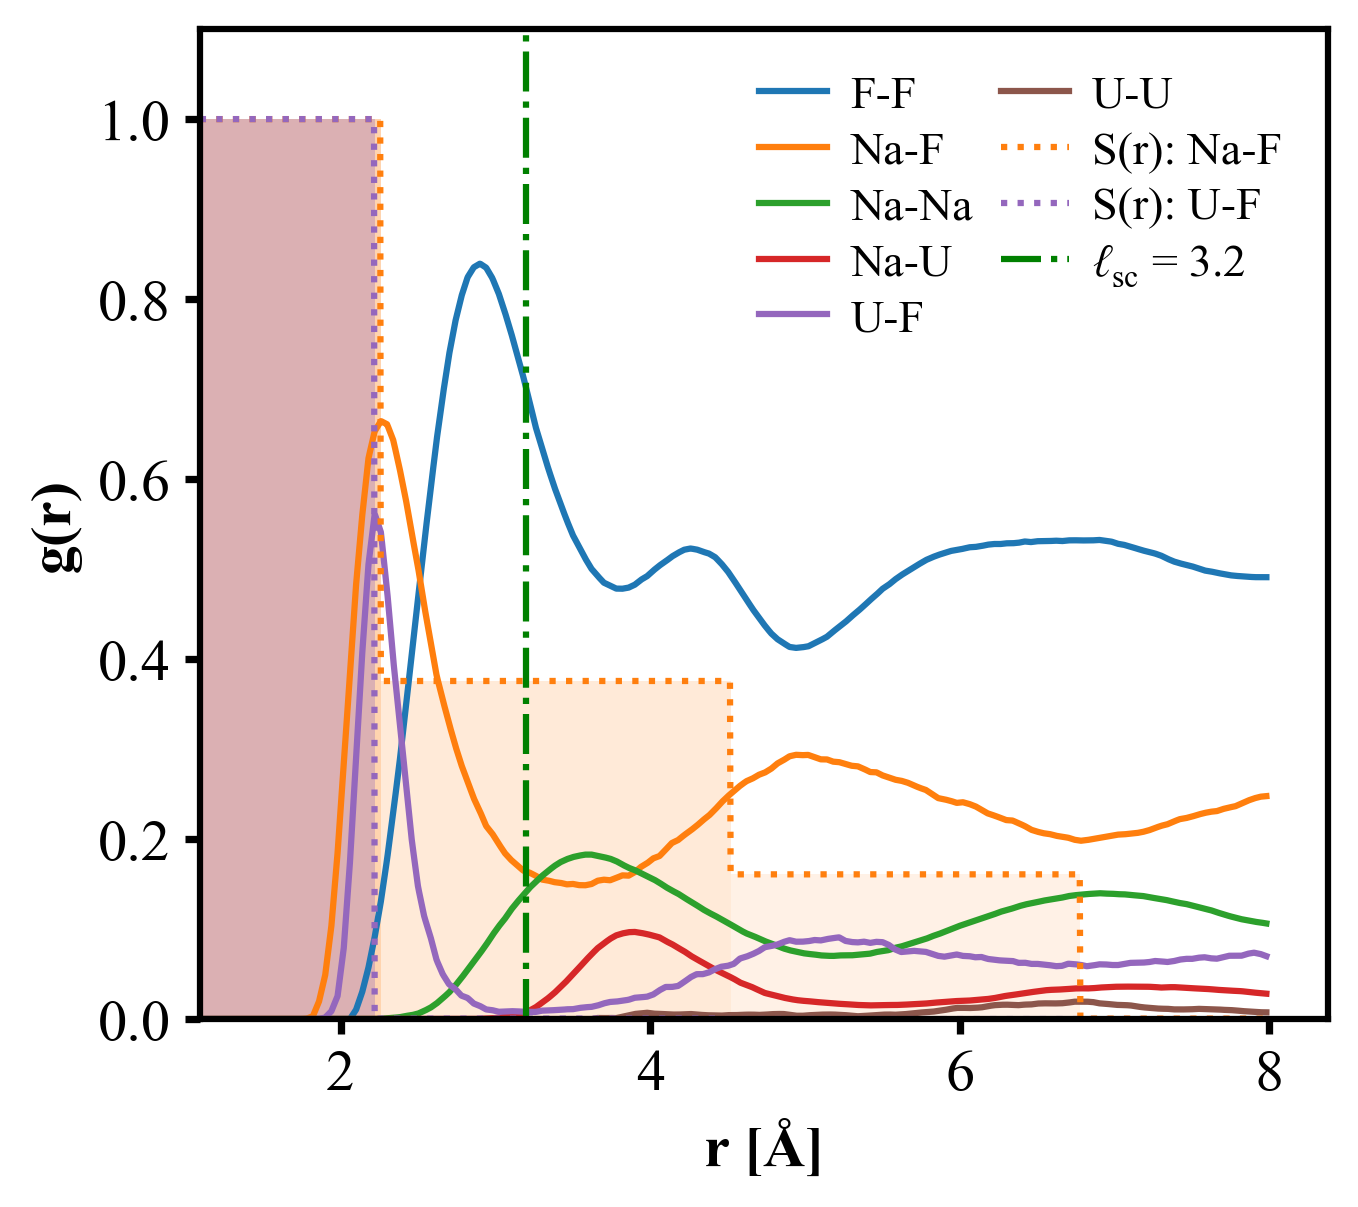 F-F
Na-F
Na-Na
Na-U
U-F
U-U
S(r): Na-F
S(r): U-F
ℓsc = 3.2
g(r)
1.0
0.8
0.6
0.4
0.2
0.0
2 4 6 8
r [Å]